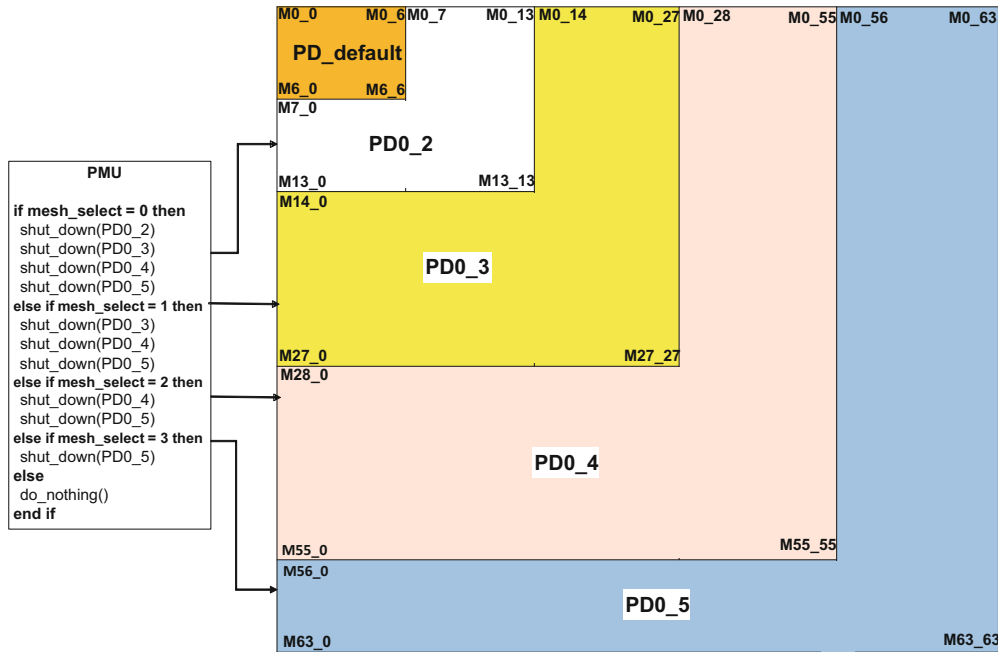 M0_0 M0_6 M0_7 M0_13 M0_14 M0_27 M0_28 M0_55 M0_56 M0_63
PD_default
M6_0 M6_6
M7_0
PD0_2
M13_0 M13_13
M14_0
PD0_3
M27_0 M27_27
M28_0
PD0_4
M55_0 M55_55
M56_0
PD0_5
M63_0 M63_63
PMU
if mesh_select = 0 then
shut_down(PD0_2)
shut_down(PD0_3)
shut_down(PD0_4)
shut_down(PD0_5)
else if mesh_select = 1 then
shut_down(PD0_3)
shut_down(PD0_4)
shut_down(PD0_5)
else if mesh_select = 2 then
shut_down(PD0_4)
shut_down(PD0_5)
else if mesh_select = 3 then
shut_down(PD0_5)
else
do_nothing()
end if